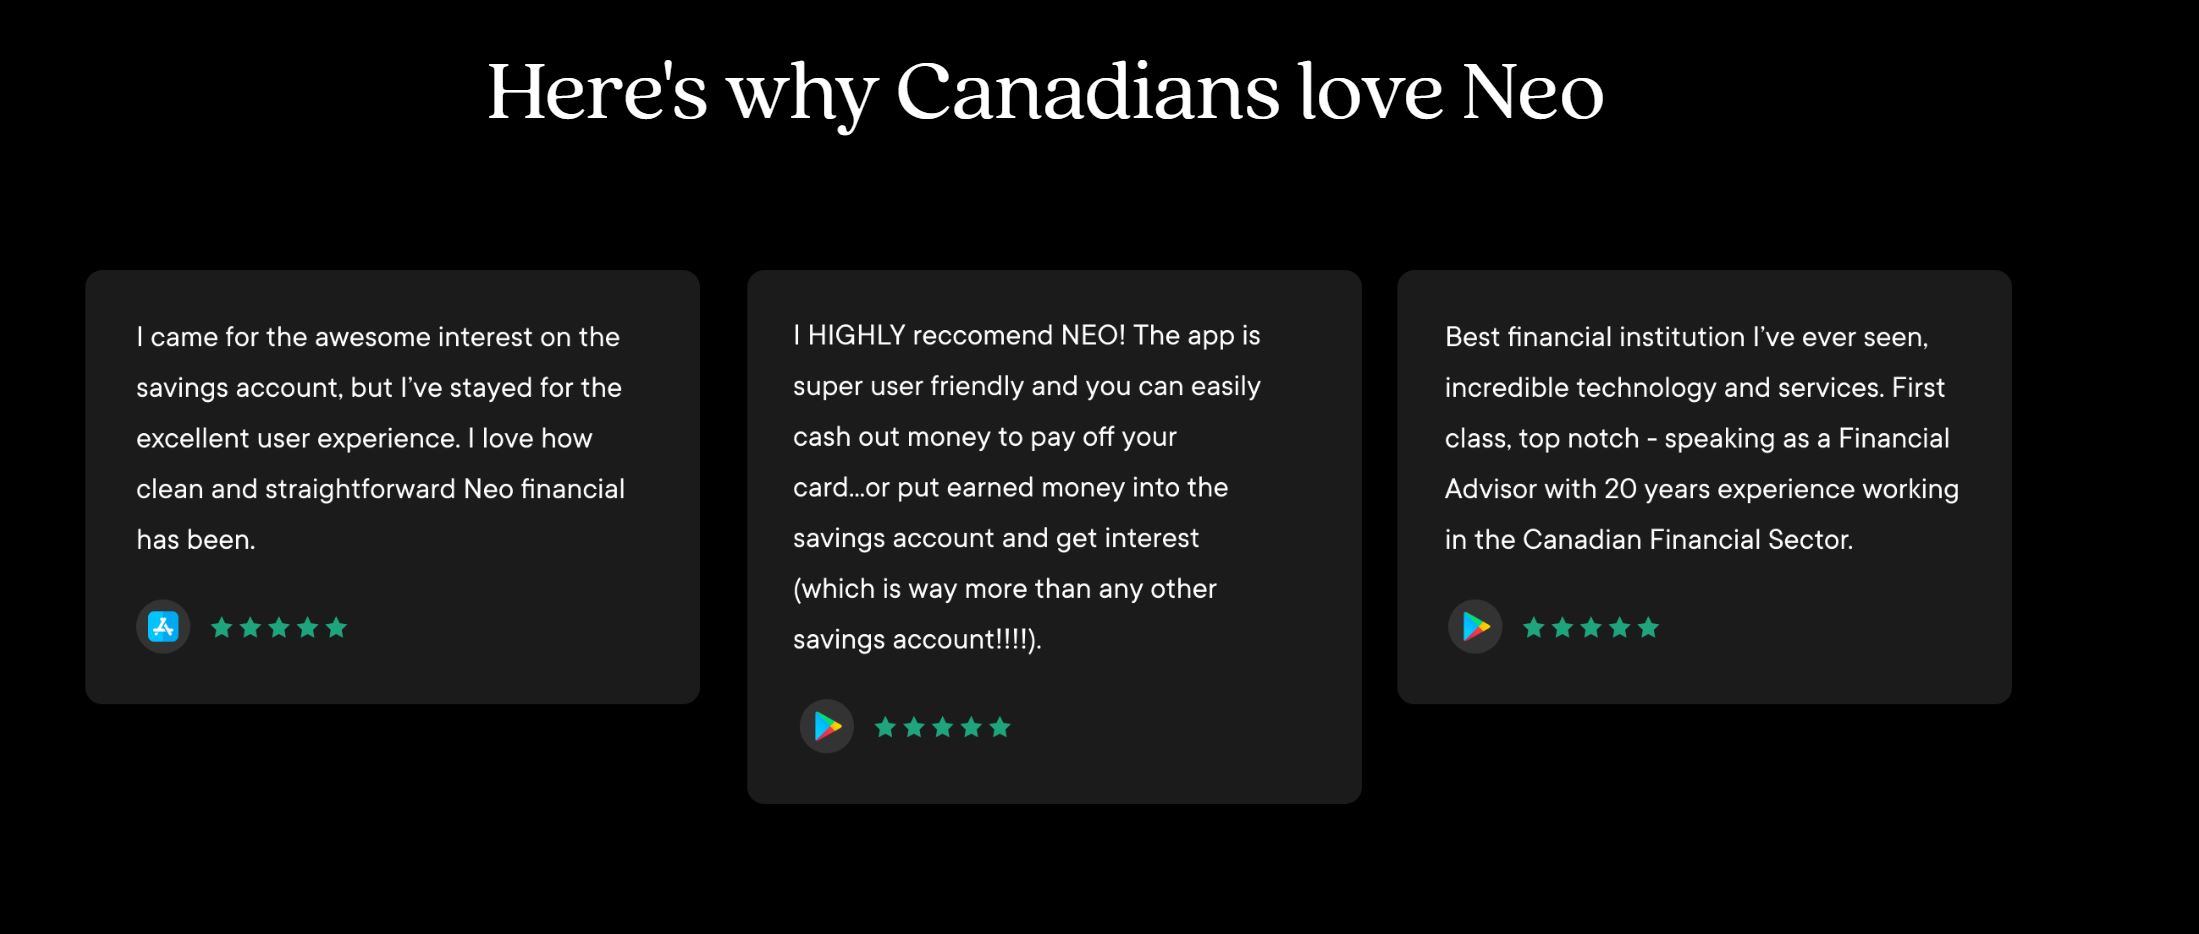 Here's why Canadians love Neo
I came for the awesome interest on the
savings account, but I’ve stayed for the
excellent user experience. I love how
clean and straightforward Neo financial
has been.
I HIGHLY reccomend NEO! The app is
super user friendly and you can easily
cash out money to pay off your
card...or put earned money into the
savings account and get interest
(which is way more than any other
savings account!!!!).
Best financial institution I’ve ever seen,
incredible technology and services. First
class, top notch - speaking as a Financial
Advisor with 20 years experience working
in the Canadian Financial Sector.